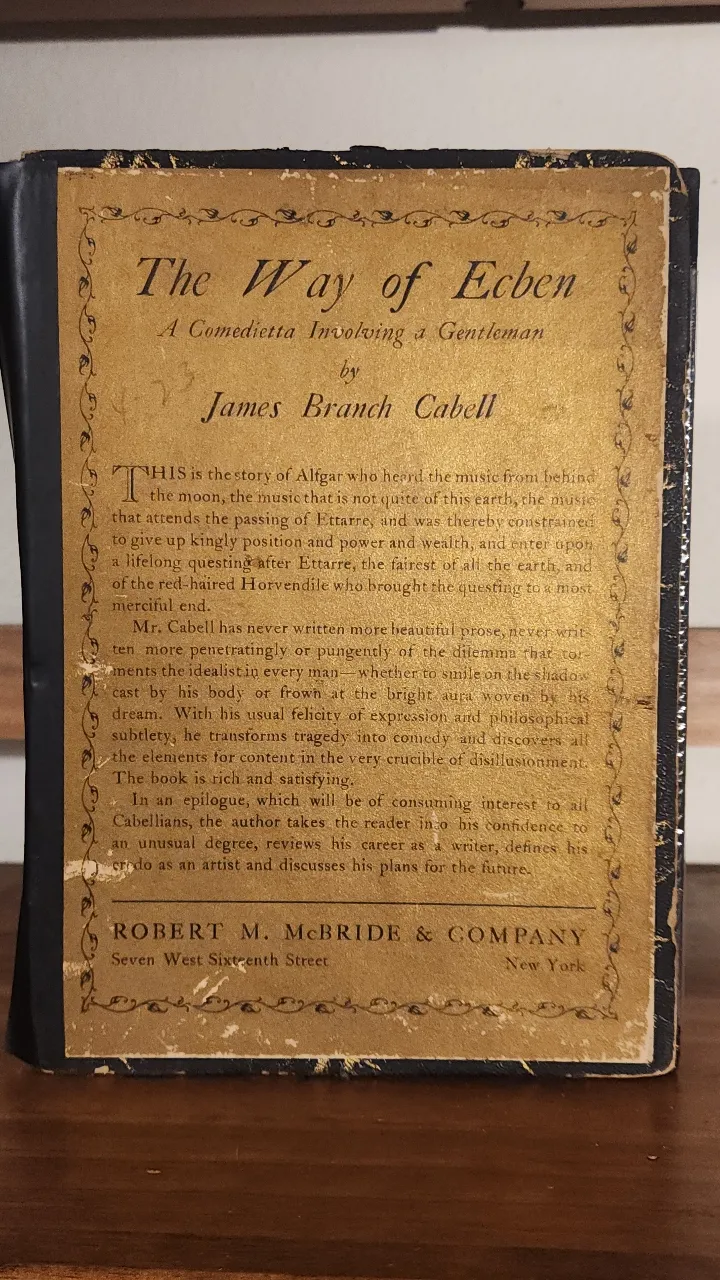 The Way of Ecben
A Comedietta Involving a Gentleman
by
James Branch Cabell
THIS is the story of Alfgar who heard the music from behind
the moon, the music that is not quite of this earth, the music
that attends the passing of Ettarre, and was thereby constrained
to give up kingly position and power and wealth, and enter upon
a lifelong questing after Ettarre, the fairest of all the earth, and
of the red-haired Horvendile who brought the questing to a most
merciful end.
Mr. Cabell has never written more beautiful prose, never writ-
ten more penetratingly or pungently of the dilemma that tor-
ments the idealist in every man—whether to smile on the shadow
cast by his body or frown at the bright aura woven by his
dream. With his usual felicity of expression and philosophical
subtlety, he transforms tragedy into comedy and discovers all
the elements for content in the very crucible of disillusionment.
The book is rich and satisfying.
In an epilogue, which will be of consuming interest to all
Cabellians, the author takes the reader into his confidence to
an unusual degree, reviews his career as a writer, defines his
credo as an artist and discusses his plans for the future.
ROBERT M. McBRIDE & COMPANY
Seven West Sixteenth Street New York